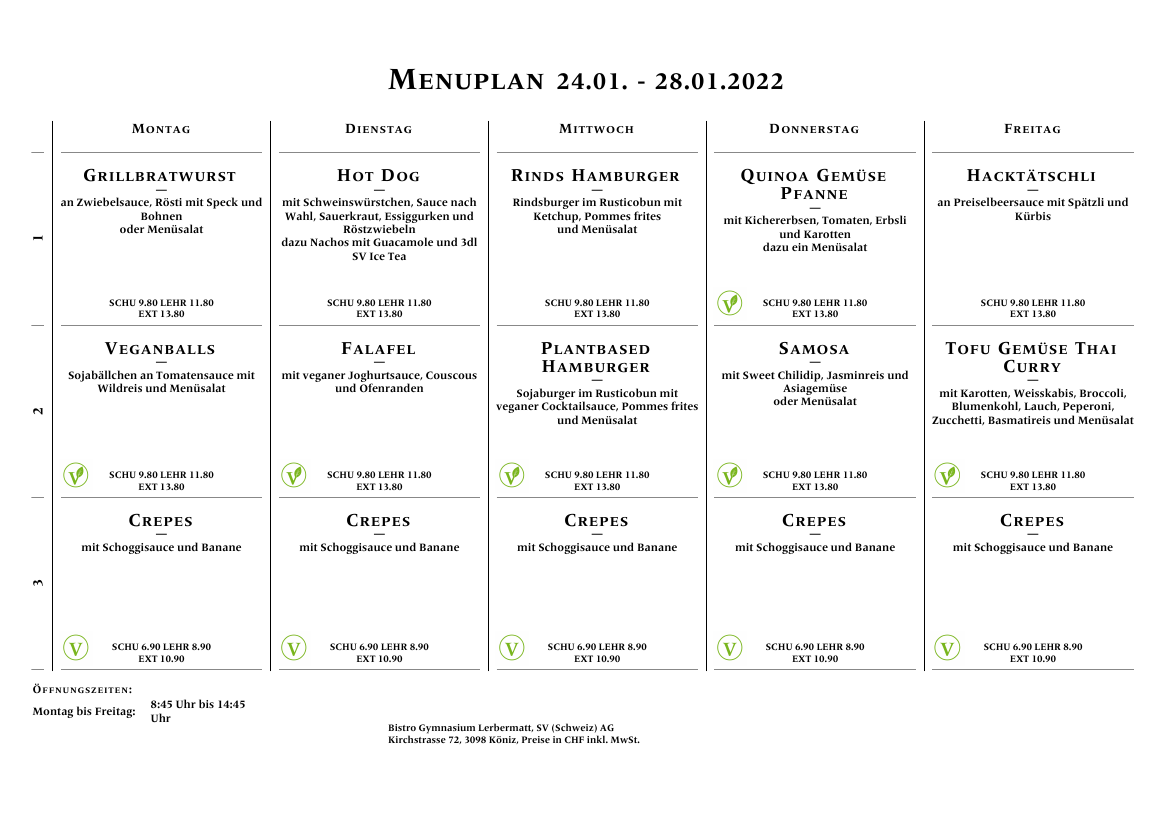 Menuplan 24.01. - 28.01.2022
Montag
Dienstag
Mittwoch
Donnerstag
Freitag
1
Grillbratwurst
an Zwiebelsauce, Rösti mit Speck und
Bohnen
oder Menüsalat
SCHU 9.80 LEHR 11.80
EXT 13.80
Hot Dog
mit Schweinswürstchen, Sauce nach
Wahl, Sauerkraut, Essiggurken und
Röstzwiebeln
dazu Nachos mit Guacamole und 3dl
SV Ice Tea
SCHU 9.80 LEHR 11.80
EXT 13.80
Rinds Hamburger
Rindsburger im Rusticobun mit
Ketchup, Pommes frites
und Menüsalat
SCHU 9.80 LEHR 11.80
EXT 13.80
Quinoa Gemüse
Pfanne
mit Kichererbsen, Tomaten, Erbsli
und Karotten
dazu ein Menüsalat
V
SCHU 9.80 LEHR 11.80
EXT 13.80
Hacktätschli
an Preiselbeersauce mit Spätzli und
Kürbis
SCHU 9.80 LEHR 11.80
EXT 13.80
2
Veganballs
Sojabällchen an Tomatensauce mit
Wildreis und Menüsalat
V
SCHU 9.80 LEHR 11.80
EXT 13.80
Falafel
mit veganer Joghurtsauce, Couscous
und Ofenranden
V
SCHU 9.80 LEHR 11.80
EXT 13.80
Plantbased
Hamburger
Sojaburger im Rusticobun mit
veganer Cocktailsauce, Pommes frites
und Menüsalat
V
SCHU 9.80 LEHR 11.80
EXT 13.80
Samosa
mit Sweet Chilidip, Jasminreis und
Asiagemüse
oder Menüsalat
V
SCHU 9.80 LEHR 11.80
EXT 13.80
Tofu Gemüse Thai
Curry
mit Karotten, Weisskabis, Broccoli,
Blumenkohl, Lauch, Peperoni,
Zucchetti, Basmatireis und Menüsalat
V
SCHU 9.80 LEHR 11.80
EXT 13.80
3
Crepes
mit Schoggisauce und Banane
V
SCHU 6.90 LEHR 8.90
EXT 10.90
Crepes
mit Schoggisauce und Banane
V
SCHU 6.90 LEHR 8.90
EXT 10.90
Crepes
mit Schoggisauce und Banane
V
SCHU 6.90 LEHR 8.90
EXT 10.90
Crepes
mit Schoggisauce und Banane
V
SCHU 6.90 LEHR 8.90
EXT 10.90
Crepes
mit Schoggisauce und Banane
V
SCHU 6.90 LEHR 8.90
EXT 10.90
Öffnungszeiten:
Montag bis Freitag: 8:45 Uhr bis 14:45
Uhr
Bistro Gymnasium Lerbermatt, SV (Schweiz) AG
Kirchstrasse 72, 3098 Köniz, Preise in CHF inkl. MwSt.